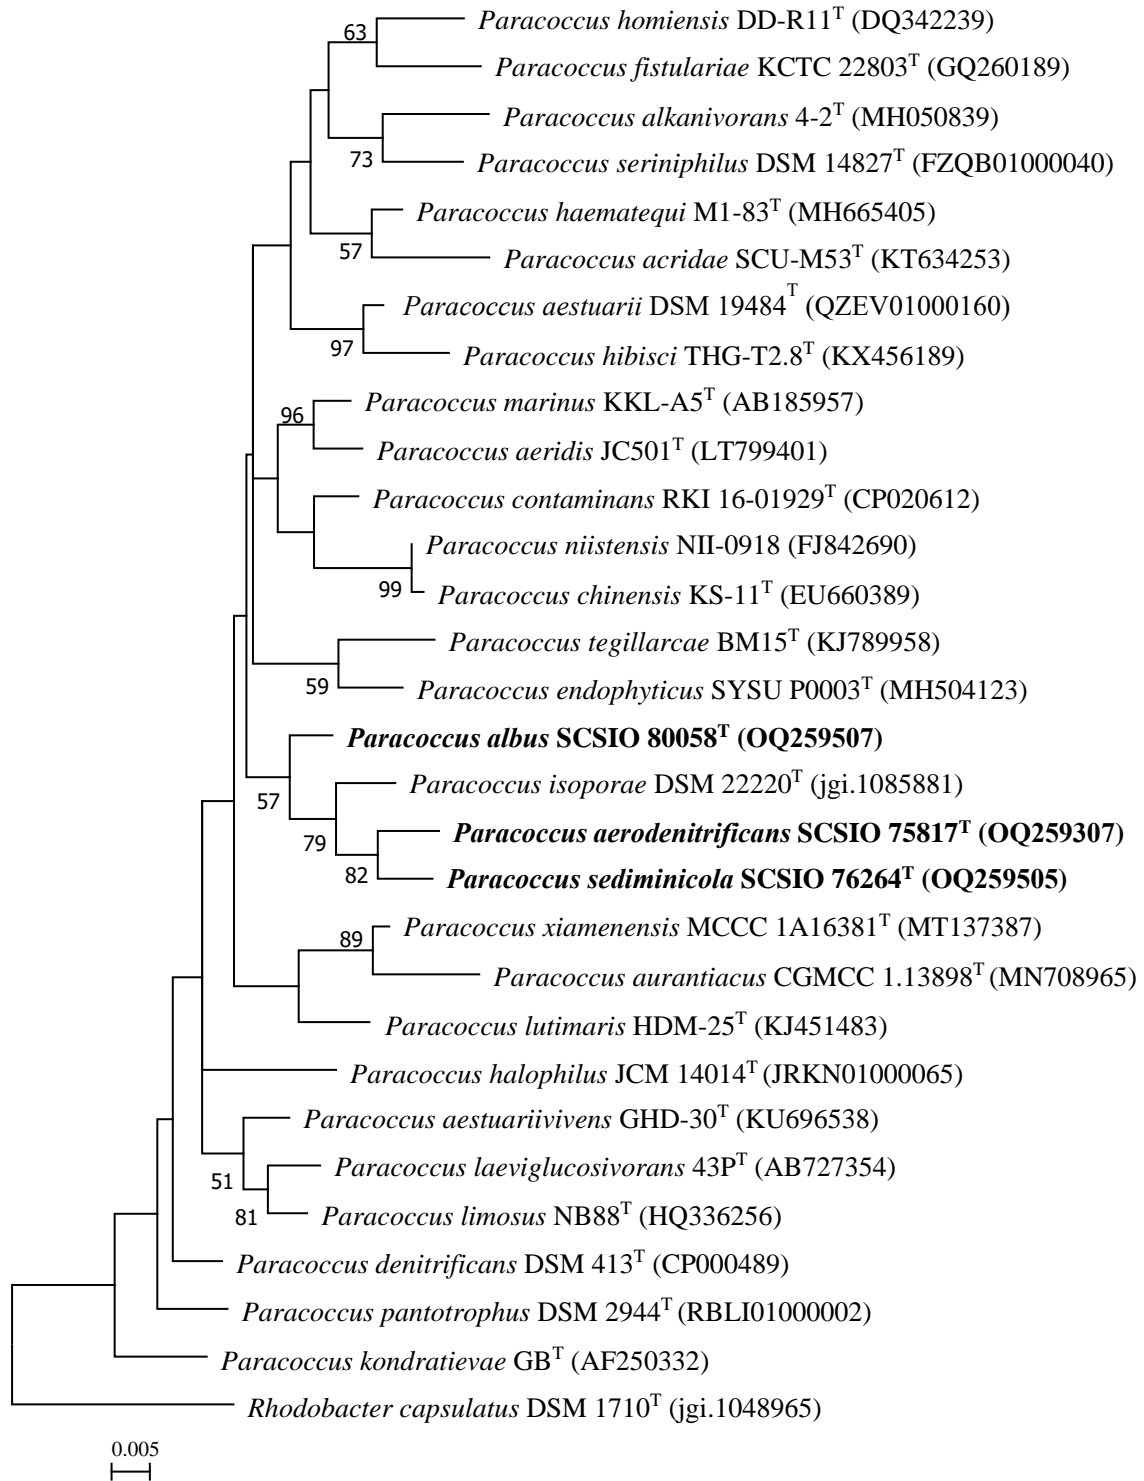 63
Paracoccus homiensis DD-R11T (DQ342239)
Paracoccus fistulariae KCTC 22803T (GQ260189)
Paracoccus alkanivorans 4-2T (MH050839)
73
Paracoccus seriniphilus DSM 14827T (FZQB01000040)
Paracoccus haematequi M1-83T (MH665405)
57
Paracoccus acridae SCU-M53T (KT634253)
Paracoccus aestuarii DSM 19484T (QZEV01000160)
97
Paracoccus hibisci THG-T2.8T (KX456189)
Paracoccus marinus KKL-A5T (AB185957)
96
Paracoccus aeridis JC501T (LT799401)
Paracoccus contaminans RKI 16-01929T (CP020612)
Paracoccus niistensis NII-0918 (FJ842690)
99
Paracoccus chinensis KS-11T (EU660389)
Paracoccus tegillarcae BM15T (KJ789958)
59
Paracoccus endophyticus SYSU P0003T (MH504123)
Paracoccus albus SCSIO 80058T (OQ259507)
57
Paracoccus isoporae DSM 22220T (jgi.1085881)
79
Paracoccus aerodenitrificans SCSIO 75817T (OQ259307)
82
Paracoccus sediminicola SCSIO 76264T (OQ259505)
Paracoccus xiamenensis MCCC 1A16381T (MT137387)
89
Paracoccus aurantiacus CGMCC 1.13898T (MN708965)
Paracoccus lutimaris HDM-25T (KJ451483)
Paracoccus halophilus JCM 14014T (JRKN01000065)
Paracoccus aestuariivivens GHD-30T (KU696538)
51
Paracoccus laeviglucosivorans 43PT (AB727354)
81
Paracoccus limosus NB88T (HQ336256)
Paracoccus denitrificans DSM 413T (CP000489)
Paracoccus pantotrophus DSM 2944T (RBLI01000002)
Paracoccus kondratievae GBT (AF250332)
Rhodobacter capsulatus DSM 1710T (jgi.1048965)
0.005